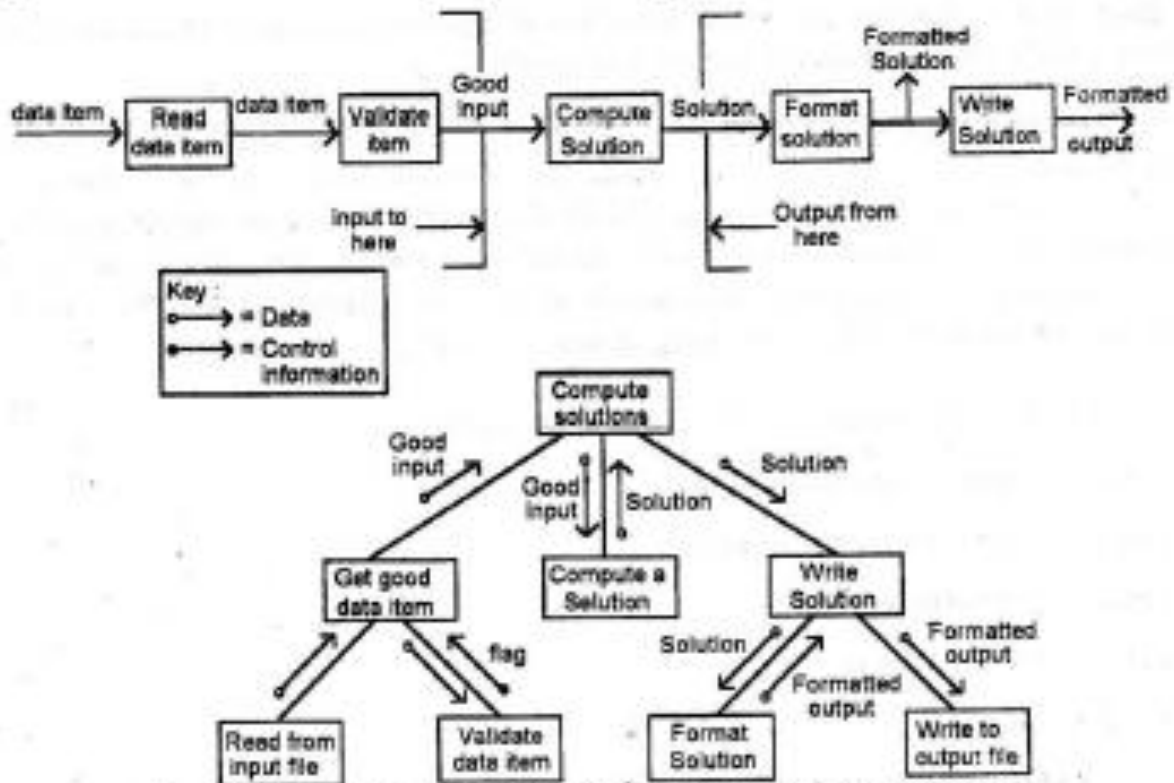 Formatted
Solution
data item
Read
data item
data item
Validate
item
Good
input
Compute
Solution
Solution
Format
solution
Write
Solution
Formatted
output
input to
here
Output from
here
Key :
= Data
= Control
information
Compute
solutions
Good
input
Good
input
Solution
Solution
Get good
data item
Compute a
Selution
Write
Solution
flag
Solution
Formatted
output
Formatted
output
Read from
input file
Validate
data item
Format
Solution
Write to
output file